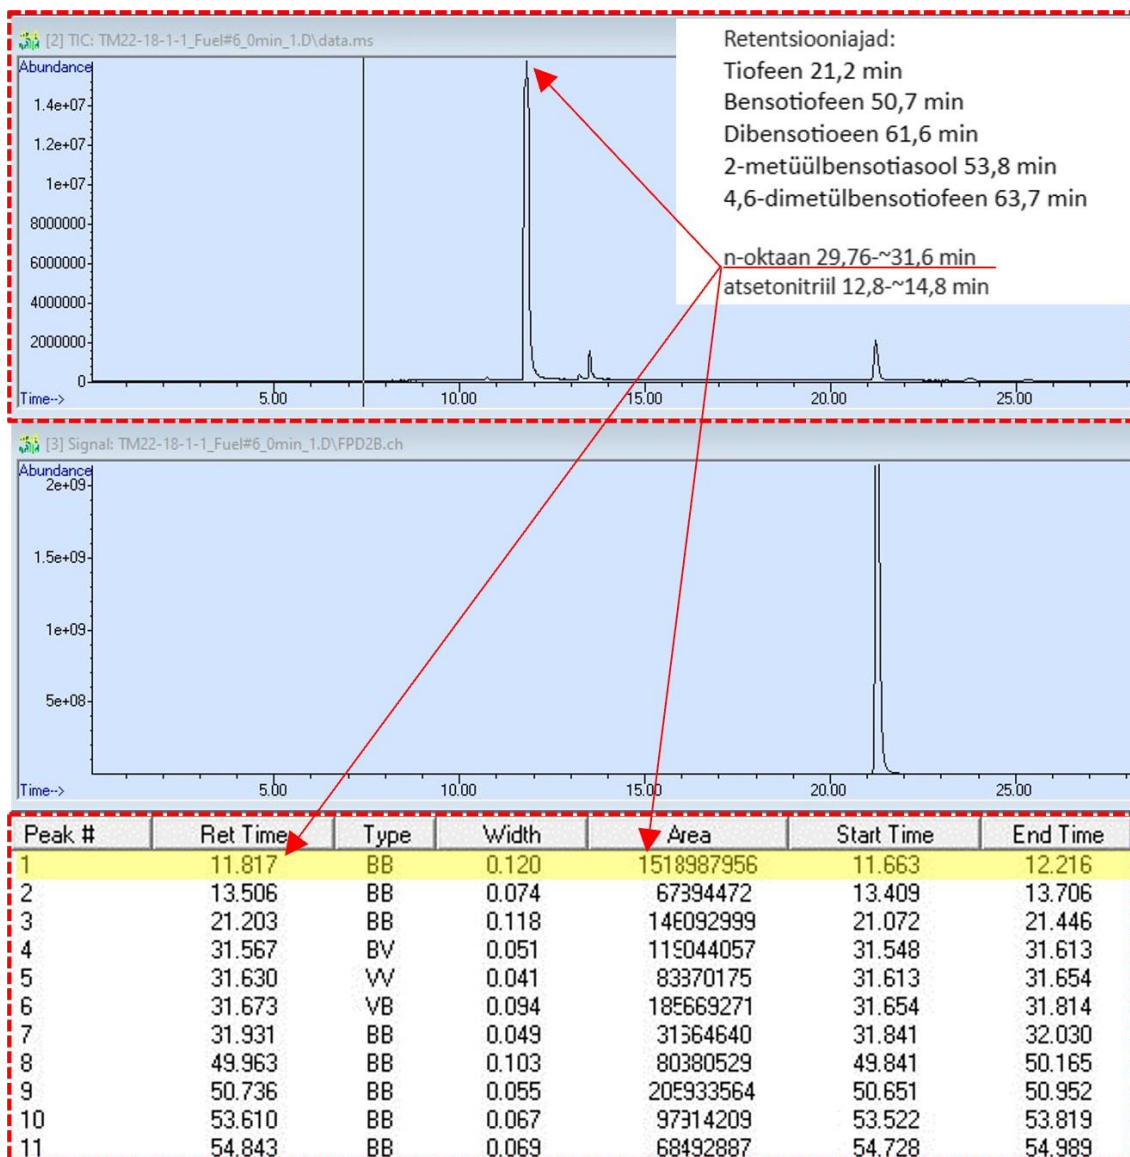 [2] TIC: TM22-18-1-1_Fuel#6_0min_1.D\data.ms
Abundance
1.4e+07
1.2e+07
1e+07
8000000
6000000
4000000
2000000
0
Time-->
5.00 10.00 15.00 20.00 25.00
Retentsiooniajad:
Tiofeen 21,2 min
Bensotiofeen 50,7 min
Dibensotioeen 61,6 min
2-metüülbensotiasool 53,8 min
4,6-dimetülbensotiofeen 63,7 min
n-oktaan 29,76-~31,6 min
atsetonitriil 12,8-~14,8 min
[3] Signal: TM22-18-1-1_Fuel#6_0min_1.D\FPD2B.ch
Abundance
2e+09
1.5e+09
1e+09
5e+08
Time-->
5.00 10.00 15.00 20.00 25.00
Peak # Ret Time Type Width Area Start Time End Time
1 11.817 BB 0.120 1518987956 11.663 12.216
2 13.506 BB 0.074 67394472 13.409 13.706
3 21.203 BB 0.118 146092999 21.072 21.446
4 31.567 BV 0.051 119044057 31.548 31.613
5 31.630 VV 0.041 83370175 31.613 31.654
6 31.673 VB 0.094 185669271 31.654 31.814
7 31.931 BB 0.049 31664640 31.841 32.030
8 49.963 BB 0.103 80380529 49.841 50.165
9 50.736 BB 0.055 205933564 50.651 50.952
10 53.610 BB 0.067 97914209 53.522 53.819
11 54.843 BB 0.069 68492887 54.728 54.989